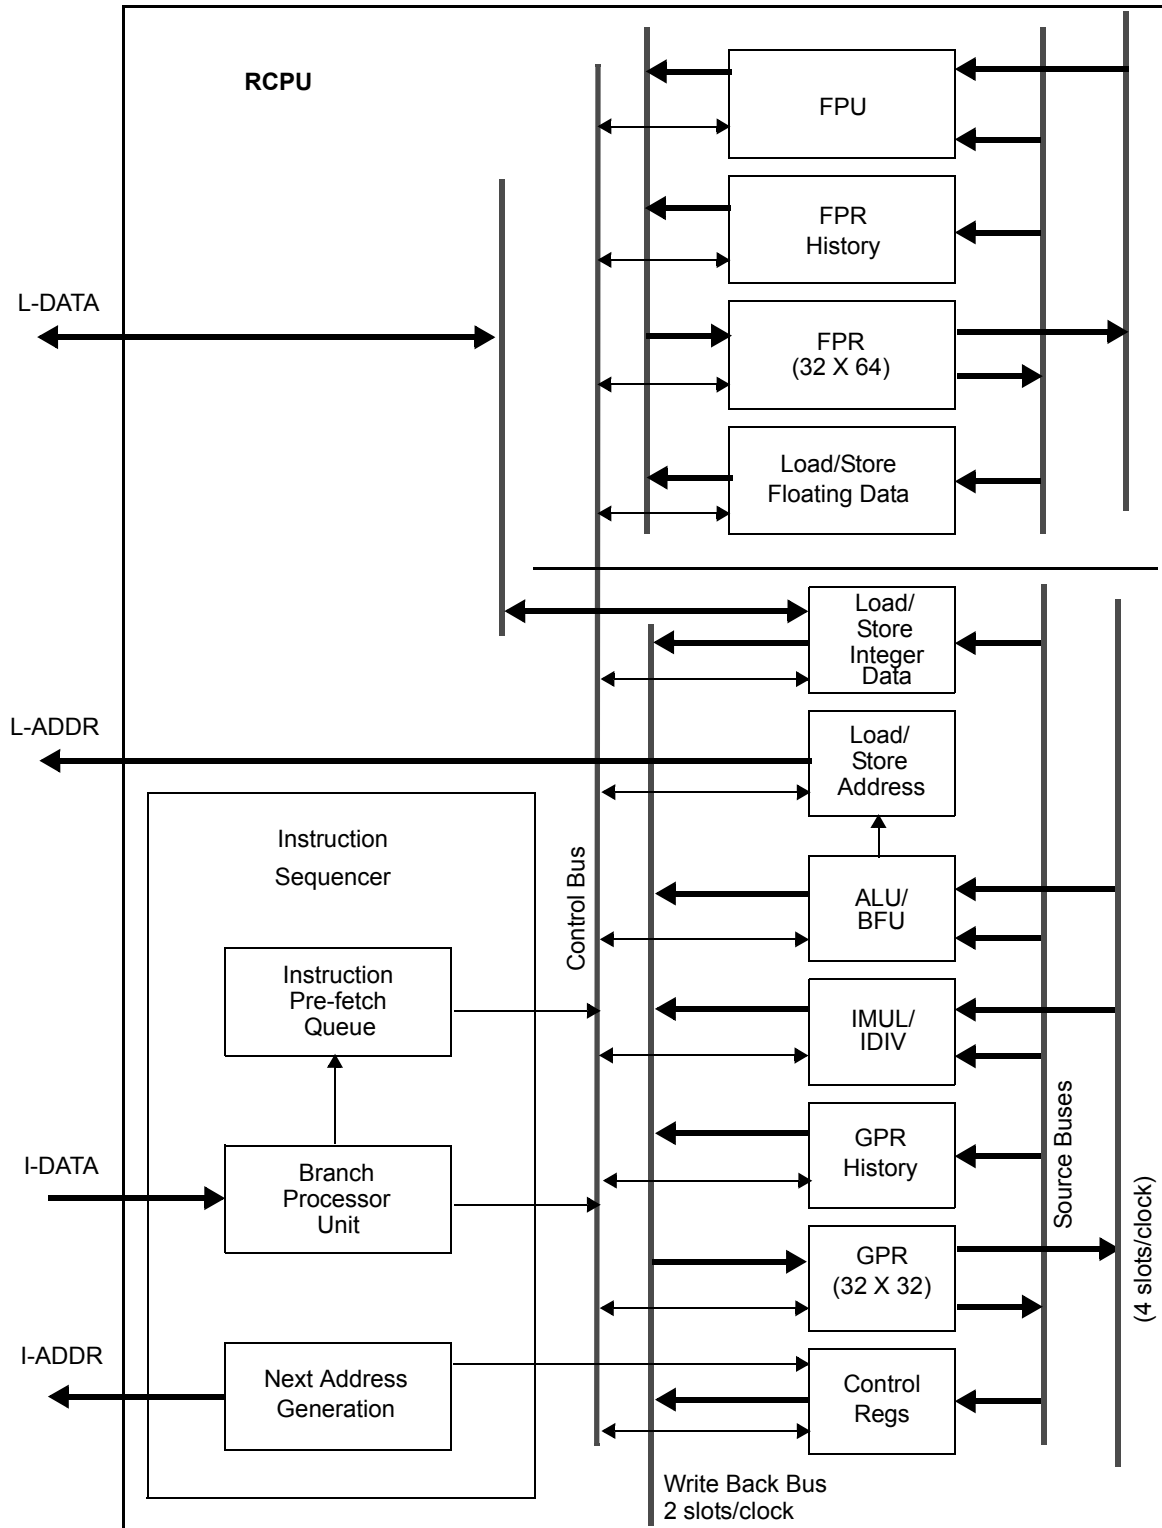 RCPU
FPU
FPR
History
L-DATA
FPR
(32 X 64)
Load/Store
Floating Data
Load/
Store
Integer
Data
L-ADDR
Load/
Store
Address
Instruction
Sequencer
Control Bus
ALU/
BFU
Instruction
Pre-fetch
Queue
IMUL/
IDIV
GPR
History
Source Buses
(4 slots/clock)
I-DATA
Branch
Processor
Unit
GPR
(32 X 32)
I-ADDR
Next Address
Generation
Control
Regs
Write Back Bus
2 slots/clock